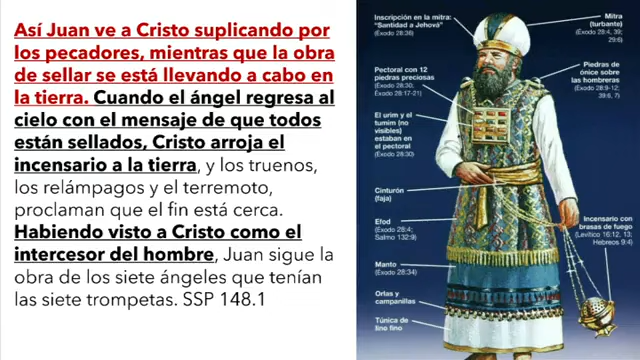 Así Juan ve a Cristo suplicando por
los pecadores, mientras que la obra
de sellar se está llevando a cabo en
la tierra. Cuando el ángel regresa al
cielo con el mensaje de que todos
están sellados, Cristo arroja el
incensario a la tierra, y los truenos,
los relámpagos y el terremoto,
proclaman que el fin está cerca.
Habiendo visto a Cristo como el
intercesor del hombre, Juan sigue la
obra de los siete ángeles que tenían
las siete trompetas. SSP 148.1
Inscripción en la mitra:
"Santidad a Jehová"
(Éxodo 28:36)
Pectoral con 12
piedras preciosas
(Éxodo 28:30;
Éxodo 28:17-21)
El urim y el
tumim (no
visibles)
estaban en
el pectoral
(Éxodo 28:30)
Cinturón
(faja)
Efod
(Éxodo 28:4;
Salmo 132:9)
Manto
(Éxodo 28:34)
Orlas y
campanillas
Túnica de
lino fino
Mitra
(turbante)
(Éxodo 28:4, 39;
29:6)
Piedras de
ónice sobre
las hombreras
(Éxodo 28:9-12;
39:6, 7)
Incensario con
brasas de fuego
(Levítico 16:12, 13;
Hebreos 9:4)